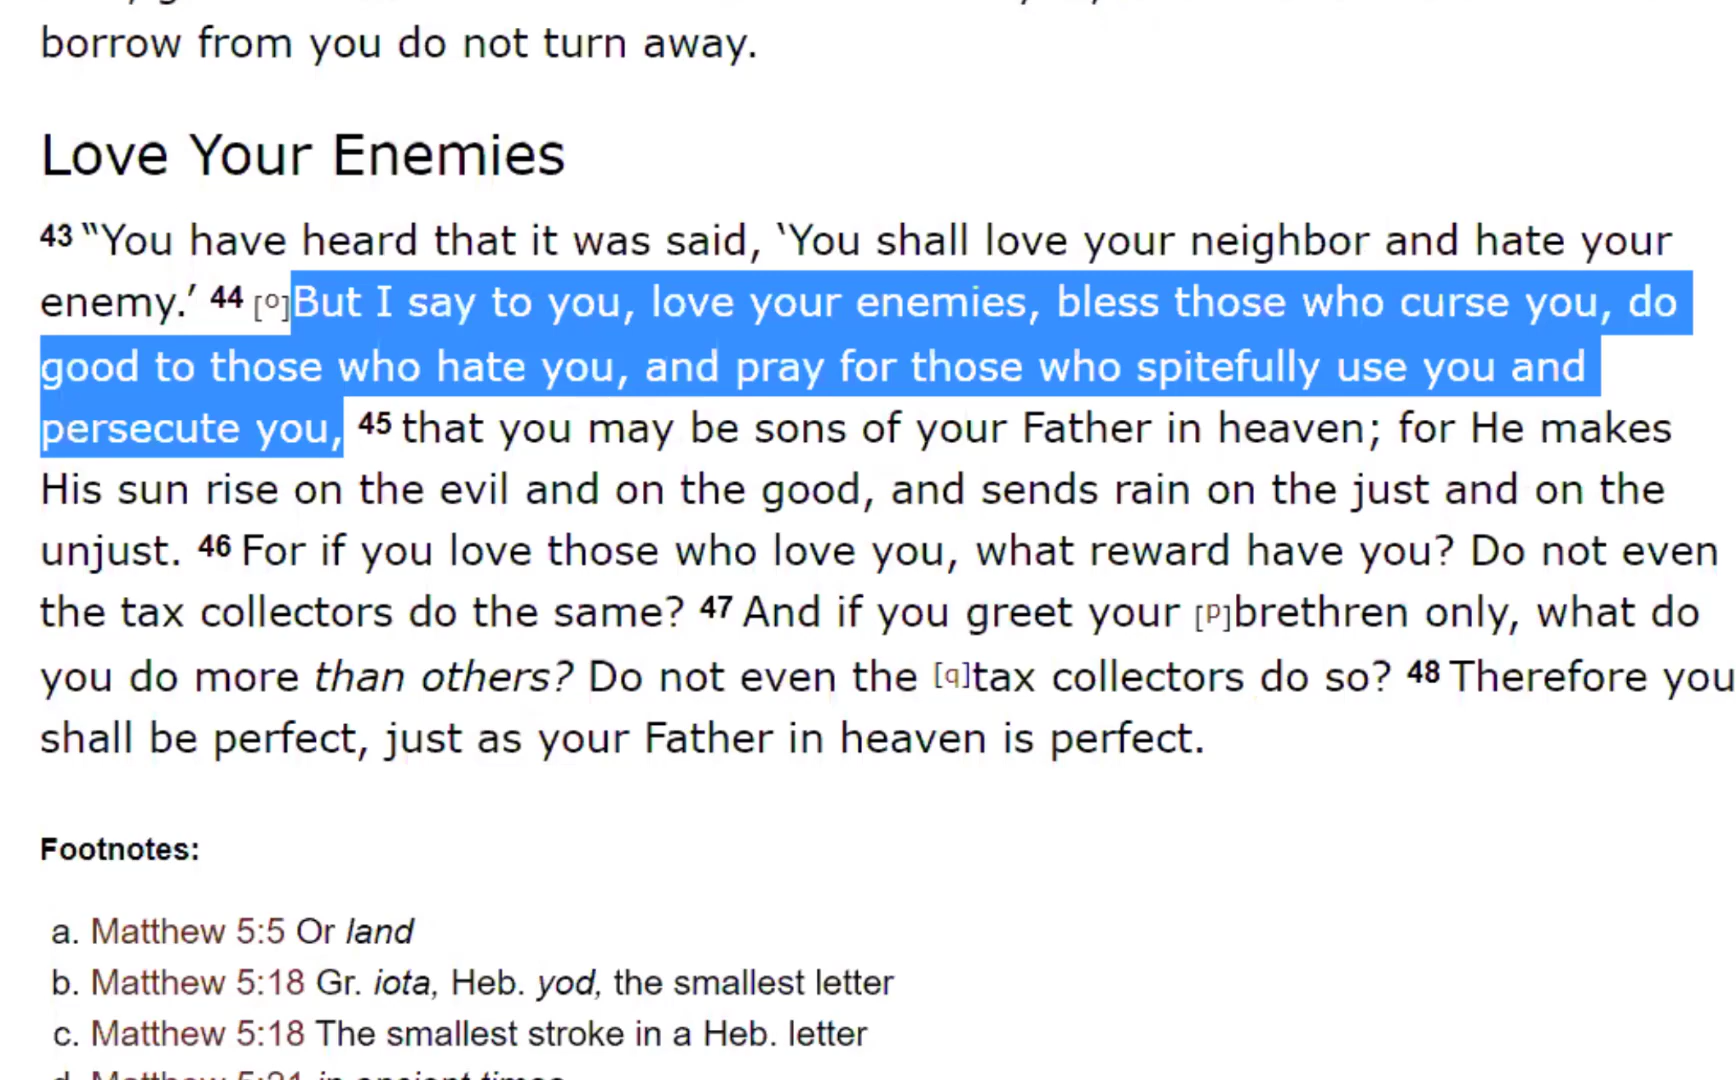 borrow from you do not turn away.
Love Your Enemies
43 “You have heard that it was said, ‘You shall love your neighbor and hate your
enemy.’ 44 [o]But I say to you, love your enemies, bless those who curse you, do
good to those who hate you, and pray for those who spitefully use you and
persecute you, 45 that you may be sons of your Father in heaven; for He makes
His sun rise on the evil and on the good, and sends rain on the just and on the
unjust. 46 For if you love those who love you, what reward have you? Do not even
the tax collectors do the same? 47 And if you greet your [p]brethren only, what do
you do more than others? Do not even the [q]tax collectors do so? 48 Therefore you
shall be perfect, just as your Father in heaven is perfect.
Footnotes:
a. Matthew 5:5 Or land
b. Matthew 5:18 Gr. iota, Heb. yod, the smallest letter
c. Matthew 5:18 The smallest stroke in a Heb. letter
d. Matthew 5:21 in ancient times